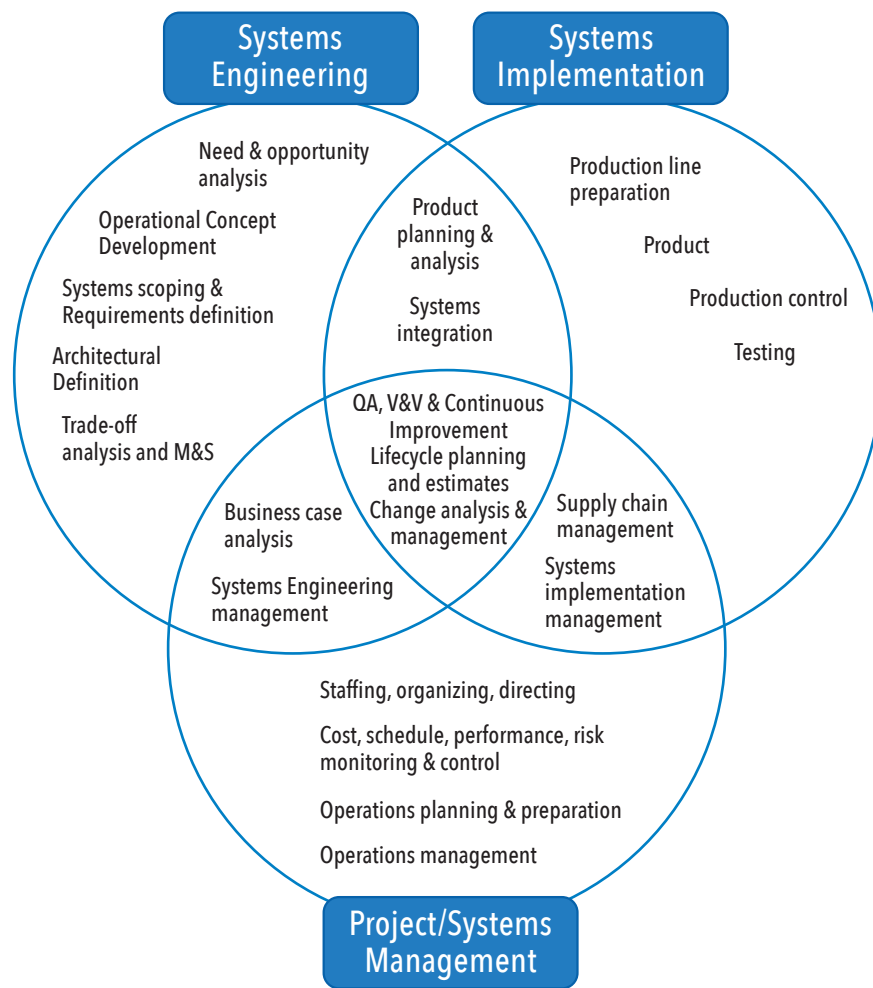 Systems
Engineering
Systems
Implementation
Need & opportunity
analysis
Operational Concept
Development
Systems scoping &
Requirements definition
Architectural
Definition
Trade-off
analysis and M&S
Product
planning &
analysis
Systems
integration
Production line
preparation
Product
Production control
Testing
QA, V&V & Continuous
Improvement
Lifecycle planning
and estimates
Change analysis &
management
Business case
analysis
Systems Engineering
management
Supply chain
management
Systems
implementation
management
Staffing, organizing, directing
Cost, schedule, performance, risk
monitoring & control
Operations planning & preparation
Operations management
Project/Systems
Management